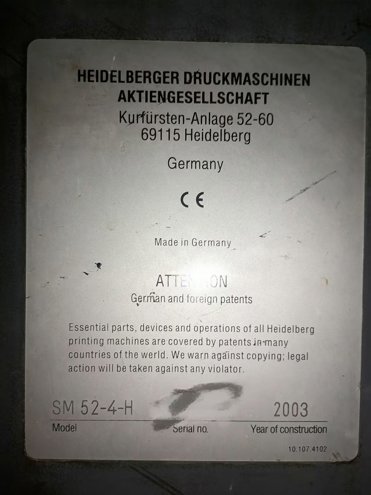 HEIDELBERGER DRUCKMASCHINEN
AKTIENGESELLSCHAFT
Kurfürsten-Anlage 52-60
69115 Heidelberg
Germany
CE
Made in Germany
ATTENTION
German and foreign patents
Essential parts, devices and operations of all Heidelberg
printing machines are covered by patents in many
countries of the world. We warn against copying; legal
action will be taken against any violator.
SM 52-4-H 2003
Model Serial no. Year of construction
10.107.4102